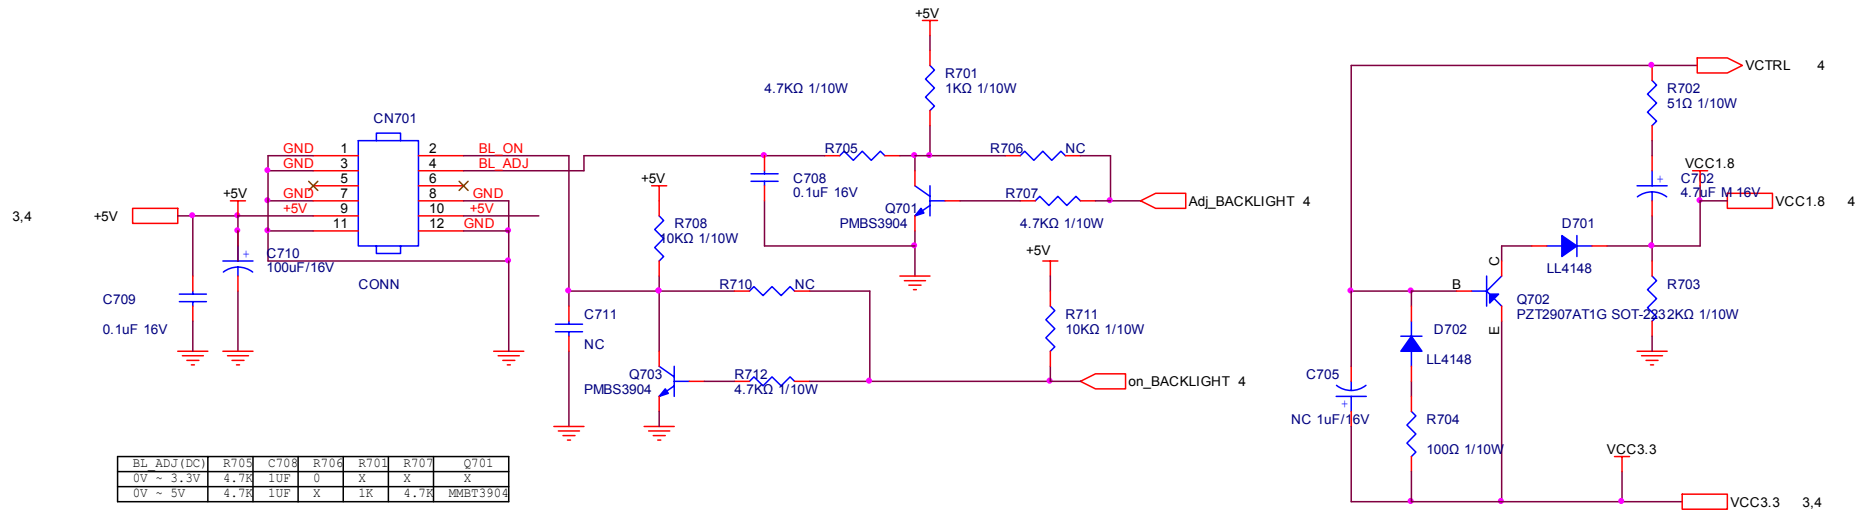 +5V
R701
1KΩ 1/10W
4.7KΩ 1/10W
VCTRL 4
R702
51Ω 1/10W
CN701
GND 1 2 BL_ON
GND 3 4 BL_ADJ
5 6
GND 7 8 GND
+5V 9 10 +5V
11 12 GND
CONN
3,4 +5V
+5V
C710
100uF/16V
C709
0.1uF 16V
R705
R706 NC
C708
0.1uF 16V
R707
4.7KΩ 1/10W
Q701
PMBS3904
Adj_BACKLIGHT 4
+5V
R708
10KΩ 1/10W
R710 NC
C711
NC
+5V
R711
10KΩ 1/10W
Q703
PMBS3904
R712
4.7KΩ 1/10W
on_BACKLIGHT 4
VCC1.8
C702
4.7uF M 16V
VCC1.8 4
D701
LL4148
B
C
E
Q702
PZT2907AT1G SOT-223
R703
2KΩ 1/10W
D702
LL4148
C705
NC 1uF/16V
R704
100Ω 1/10W
VCC3.3
VCC3.3 3,4
BL_ADJ(DC) R705 C708 R706 R701 R707 Q701
0V ~ 3.3V 4.7K 1UF 0 X X X
0V ~ 5V 4.7K 1UF X 1K 4.7K MMBT3904
+
+
+